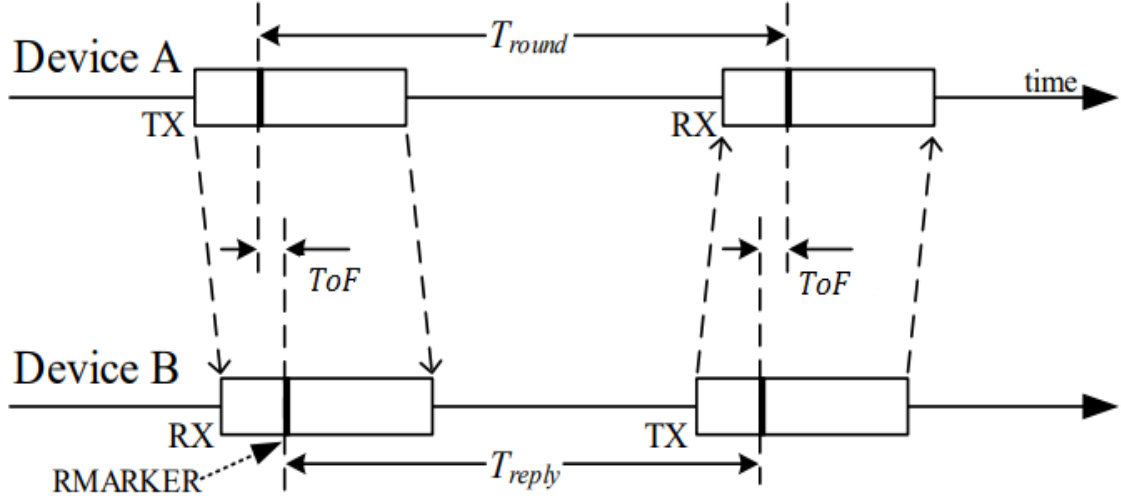 T_round
Device A
time
TX
RX
ToF
ToF
Device B
RX
TX
T_reply
RMARKER